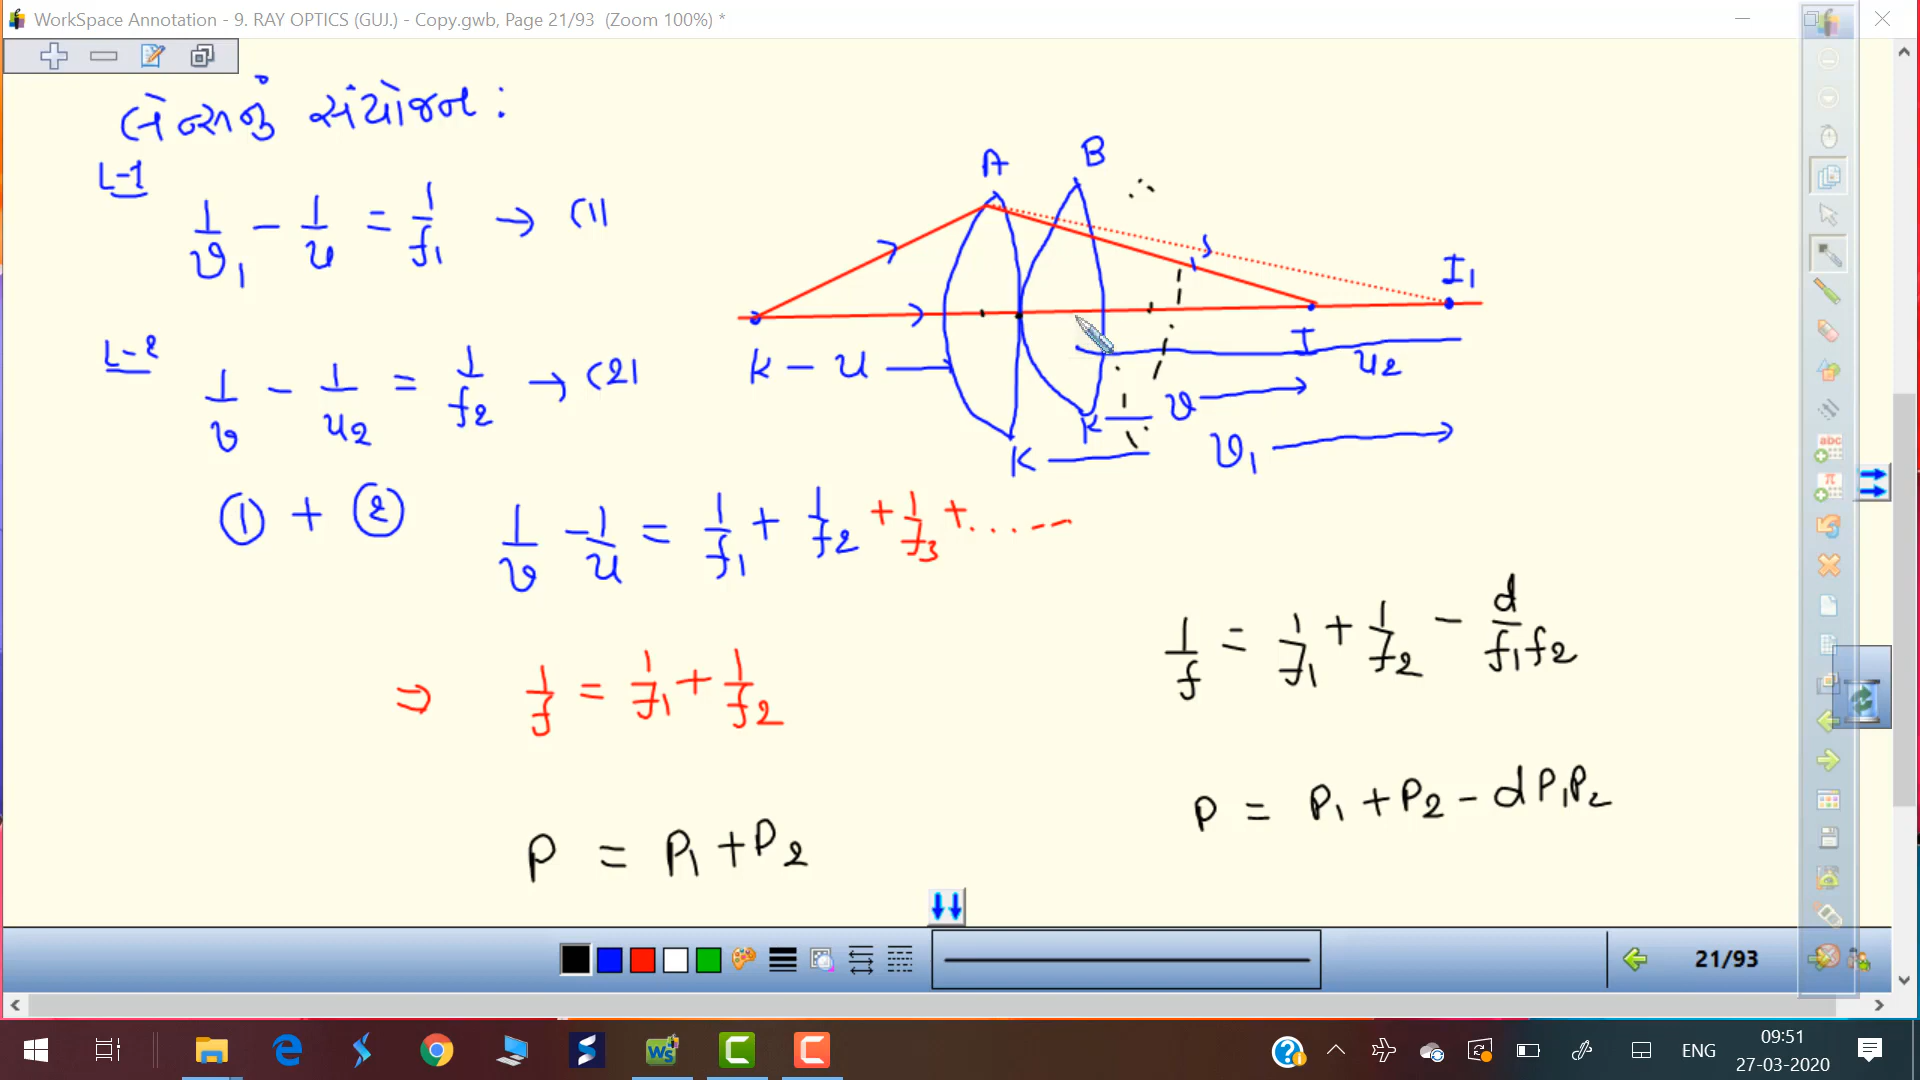 WorkSpace Annotation - 9. RAY OPTICS (GUJ.) - Copy.gwb, Page 21/93 (Zoom 100%) *
લેન્સનું સંયોજન :
L-1
1/v₁ - 1/u = 1/f₁ → (1)
L-2
1/v - 1/u₂ = 1/f₂ → (2)
① + ② 1/v - 1/u = 1/f₁ + 1/f₂ + 1/f₃ + ......
⇒ 1/f = 1/f₁ + 1/f₂
P = P₁ + P₂
A B
I₁
K - u
I
u₂
K v
K v₁
1/f = 1/f₁ + 1/f₂ - d/f₁f₂
P = P₁ + P₂ - dP₁P₂
abc
π
21/93
ENG
09:51
27-03-2020